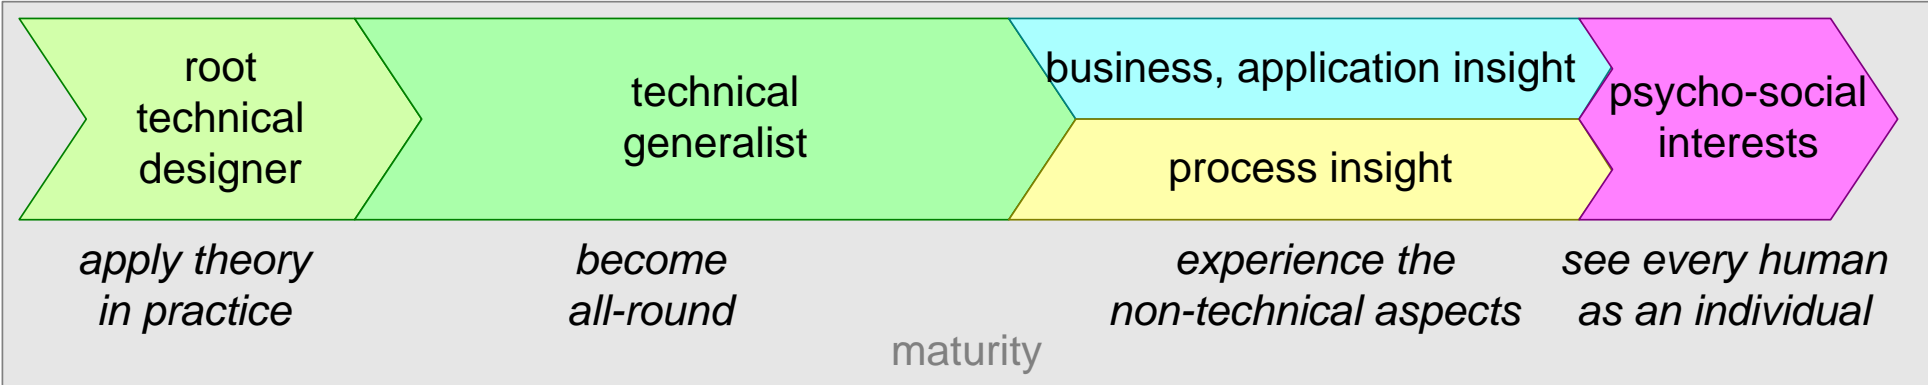 root
technical
designer
technical
generalist
business, application insight
process insight
psycho-social
interests
apply theory
in practice
become
all-round
experience the
non-technical aspects
see every human
as an individual
maturity